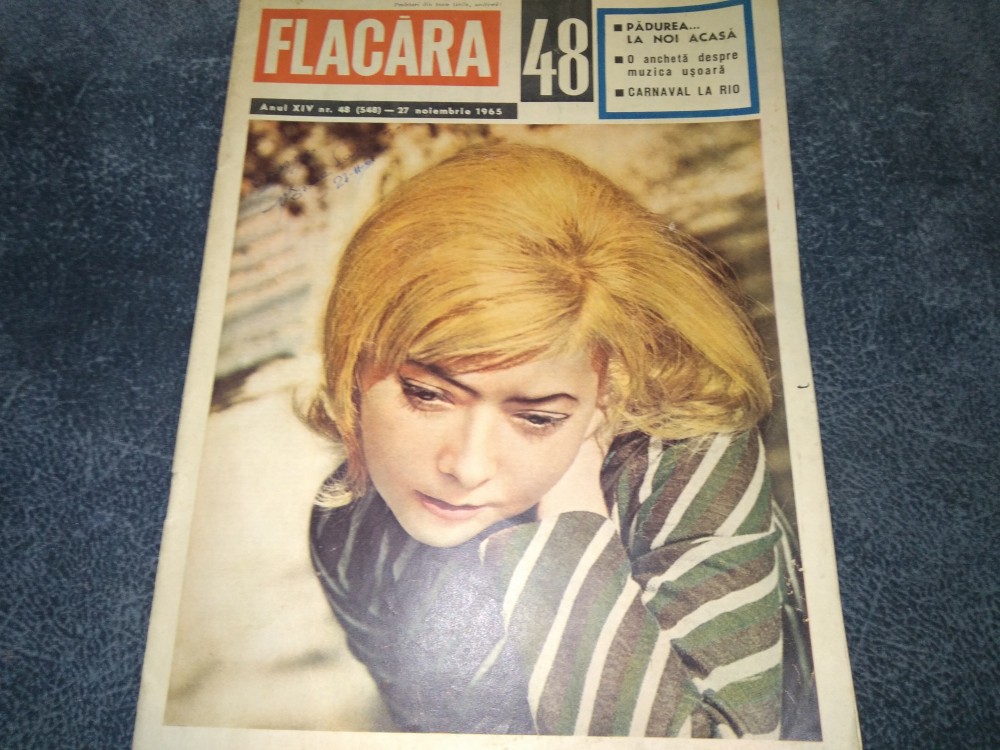 FLACĂRA
48
■ PĂDUREA...
LA NOI ACASĂ
■ O anchetă despre
muzica ușoară
■ CARNAVAL LA RIO
Anul XIV nr. 48 (548) — 27 noiembrie 1965